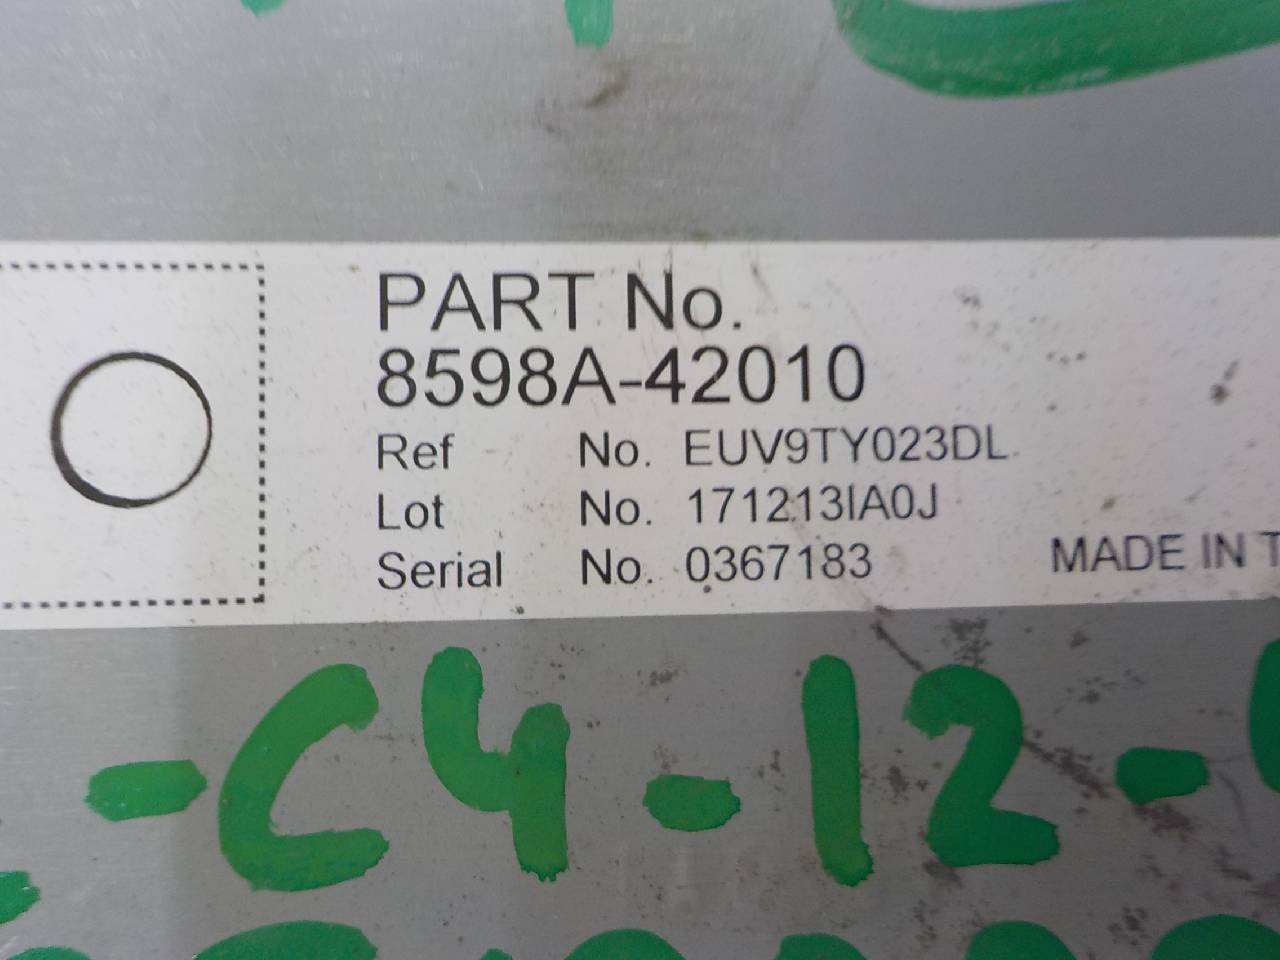 PART No.
8598A-42010
Ref No. EUV9TY023DL
Lot No. 171213IA0J
Serial No. 0367183
MADE IN T
-C4-12-